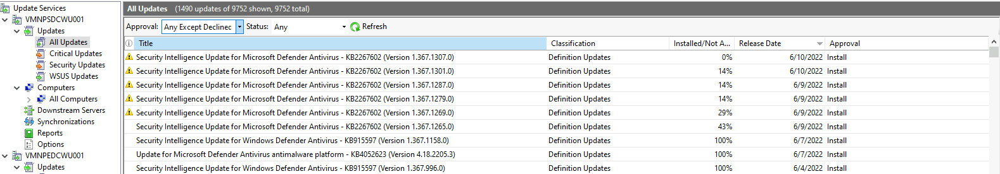 Update Services
VMNPSDCWU001
Updates
All Updates
Critical Updates
Security Updates
WSUS Updates
Computers
All Computers
Downstream Servers
Synchronizations
Reports
Options
VMNPEDCWU001
Updates
All Updates (1490 updates of 9752 shown, 9752 total)
Approval: Any Except Declined Status: Any Refresh
Title Classification Installed/Not A... Release Date Approval
Security Intelligence Update for Microsoft Defender Antivirus - KB2267602 (Version 1.367.1307.0) Definition Updates 0% 6/10/2022 Install
Security Intelligence Update for Microsoft Defender Antivirus - KB2267602 (Version 1.367.1301.0) Definition Updates 14% 6/10/2022 Install
Security Intelligence Update for Microsoft Defender Antivirus - KB2267602 (Version 1.367.1287.0) Definition Updates 14% 6/9/2022 Install
Security Intelligence Update for Microsoft Defender Antivirus - KB2267602 (Version 1.367.1279.0) Definition Updates 14% 6/9/2022 Install
Security Intelligence Update for Microsoft Defender Antivirus - KB2267602 (Version 1.367.1269.0) Definition Updates 29% 6/9/2022 Install
Security Intelligence Update for Microsoft Defender Antivirus - KB2267602 (Version 1.367.1265.0) Definition Updates 43% 6/9/2022 Install
Security Intelligence Update for Windows Defender Antivirus - KB915597 (Version 1.367.1158.0) Definition Updates 100% 6/7/2022 Install
Update for Microsoft Defender Antivirus antimalware platform - KB4052623 (Version 4.18.2205.3) Definition Updates 100% 6/7/2022 Install
Security Intelligence Update for Windows Defender Antivirus - KB915597 (Version 1.367.996.0) Definition Updates 100% 6/4/2022 Install